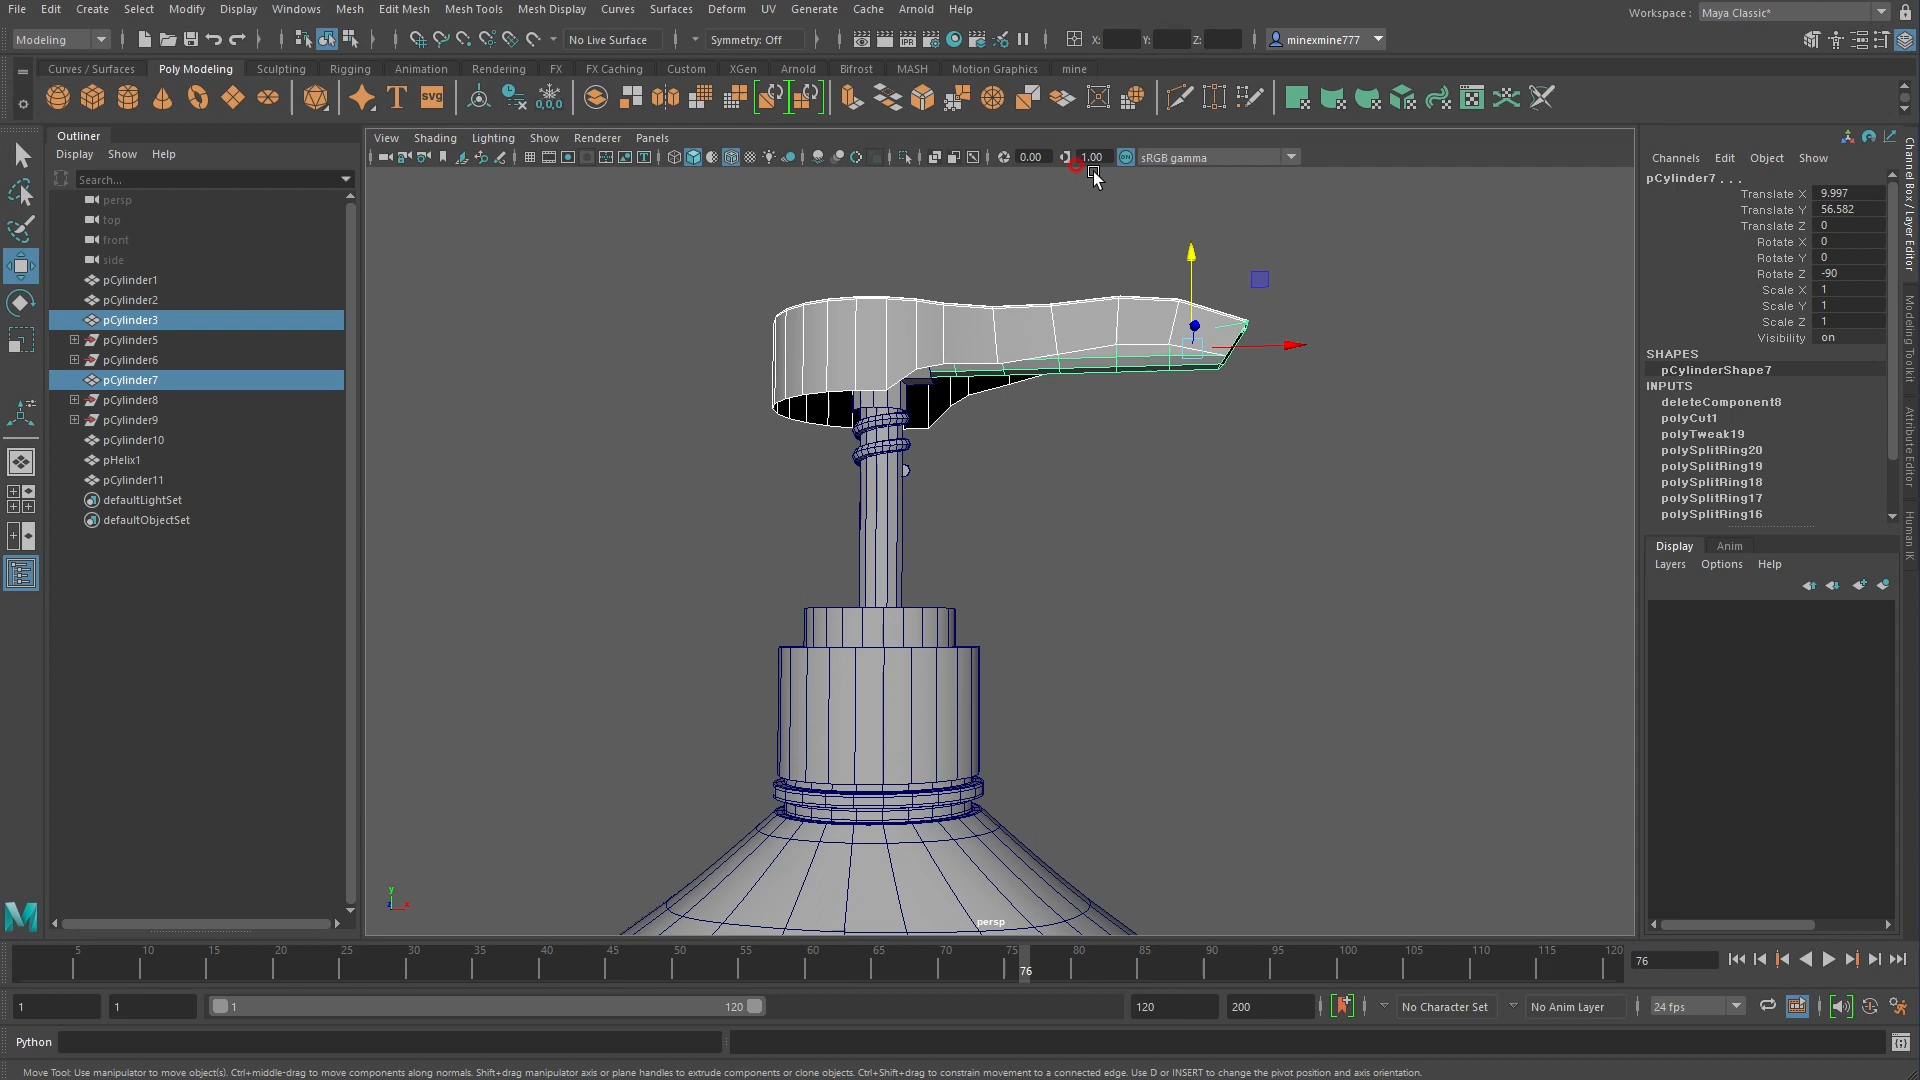 File Edit Create Select Modify Display Windows Mesh Edit Mesh Mesh Tools Mesh Display Curves Surfaces Deform UV Generate Cache Arnold Help
Workspace : Maya Classic*
Modeling No Live Surface Symmetry: Off X: Y: Z: minexmine777
Curves / Surfaces Poly Modeling Sculpting Rigging Animation Rendering FX FX Caching Custom XGen Arnold Bifrost MASH Motion Graphics mine
Outliner
Display Show Help
Search...
persp
top
front
side
pCylinder1
pCylinder2
pCylinder3
pCylinder5
pCylinder6
pCylinder7
pCylinder8
pCylinder9
pCylinder10
pHelix1
pCylinder11
defaultLightSet
defaultObjectSet
View Shading Lighting Show Renderer Panels
0.00 1.00 ON sRGB gamma
persp
Channels Edit Object Show
pCylinder7 . . .
Translate X 9.997
Translate Y 56.582
Translate Z 0
Rotate X 0
Rotate Y 0
Rotate Z -90
Scale X 1
Scale Y 1
Scale Z 1
Visibility on
SHAPES
pCylinderShape7
INPUTS
deleteComponent8
polyCut1
polyTweak19
polySplitRing20
polySplitRing19
polySplitRing18
polySplitRing17
polySplitRing16
Display Anim
Layers Options Help
Channel Box / Layer Editor
Modeling Toolkit
Attribute Editor
Human IK
5 10 15 20 25 30 35 40 45 50 55 60 65 70 75 80 85 90 95 100 105 110 115 120
76
76
1 1 1 120 120 200 No Character Set No Anim Layer 24 fps
Python
Move Tool: Use manipulator to move object(s). Ctrl+middle-drag to move components along normals. Shift+drag manipulator axis or plane handles to extrude components or clone objects. Ctrl+Shift+drag to constrain movement to a connected edge. Use D or INSERT to change the pivot position and axis orientation.